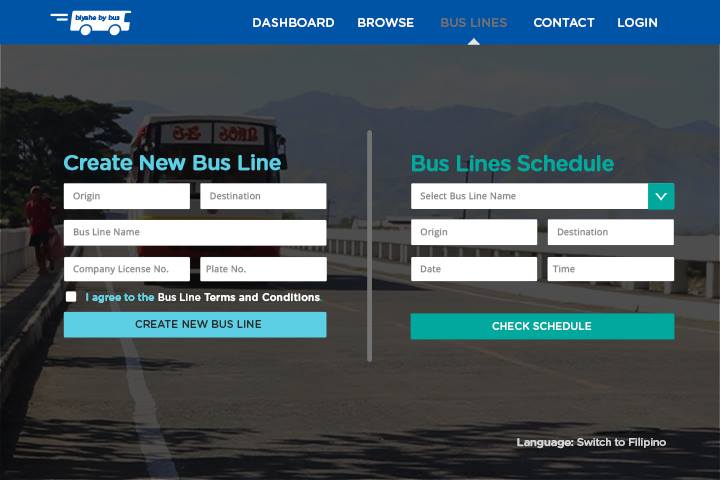 biyahe by bus
DASHBOARD BROWSE BUS LINES CONTACT LOGIN
Create New Bus Line
Origin Destination
Bus Line Name
Company License No. Plate No.
I agree to the Bus Line Terms and Conditions
CREATE NEW BUS LINE
Bus Lines Schedule
Select Bus Line Name
Origin Destination
Date Time
CHECK SCHEDULE
Language: Switch to Filipino